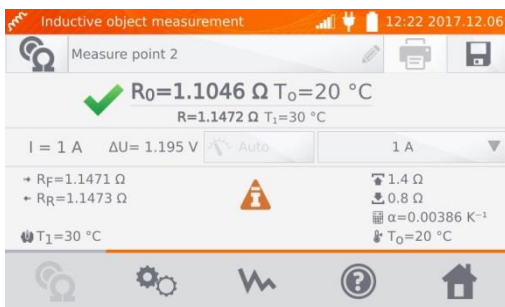 Inductive object measurement 12:22 2017.12.06
Measure point 2
R0=1.1046 Ω To=20 °C
R=1.1472 Ω T1=30 °C
I = 1 A ΔU= 1.195 V Auto 1 A
RF=1.1471 Ω 1.4 Ω
RR=1.1473 Ω 0.8 Ω
α=0.00386 K⁻¹
T1=30 °C To=20 °C